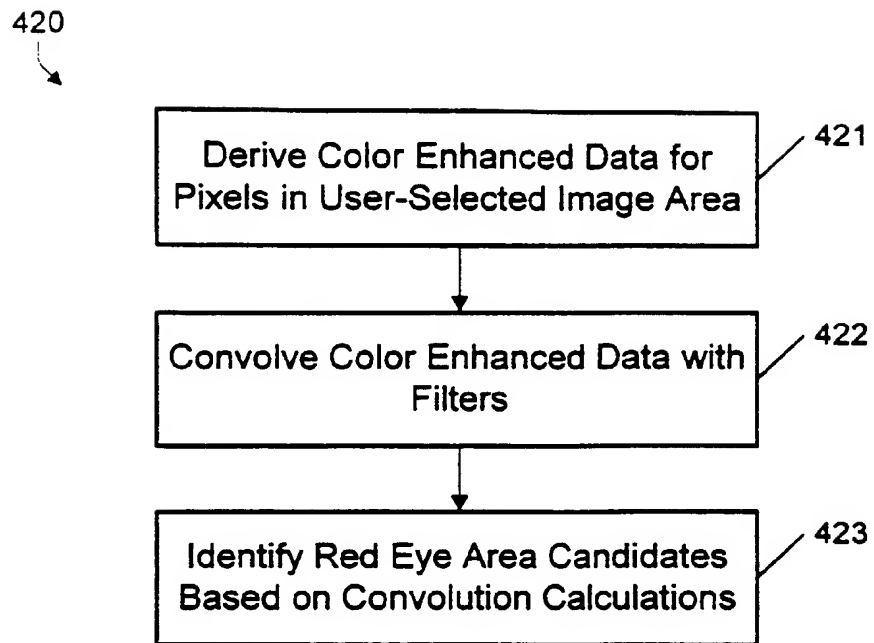 420
Derive Color Enhanced Data for
Pixels in User-Selected Image Area
421
Convolve Color Enhanced Data with
Filters
422
Identify Red Eye Area Candidates
Based on Convolution Calculations
423